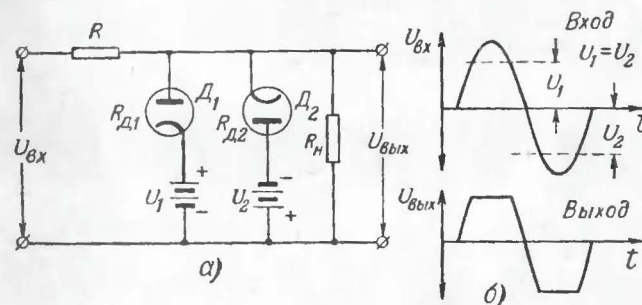 R
Uвх
RД1
Д1
U1
+
−
RД2
Д2
U2
−
+
Rн
Uвых
а)
Uвх
Вход
U1=U2
U1
U2
t
Uвых
Выход
t
б)